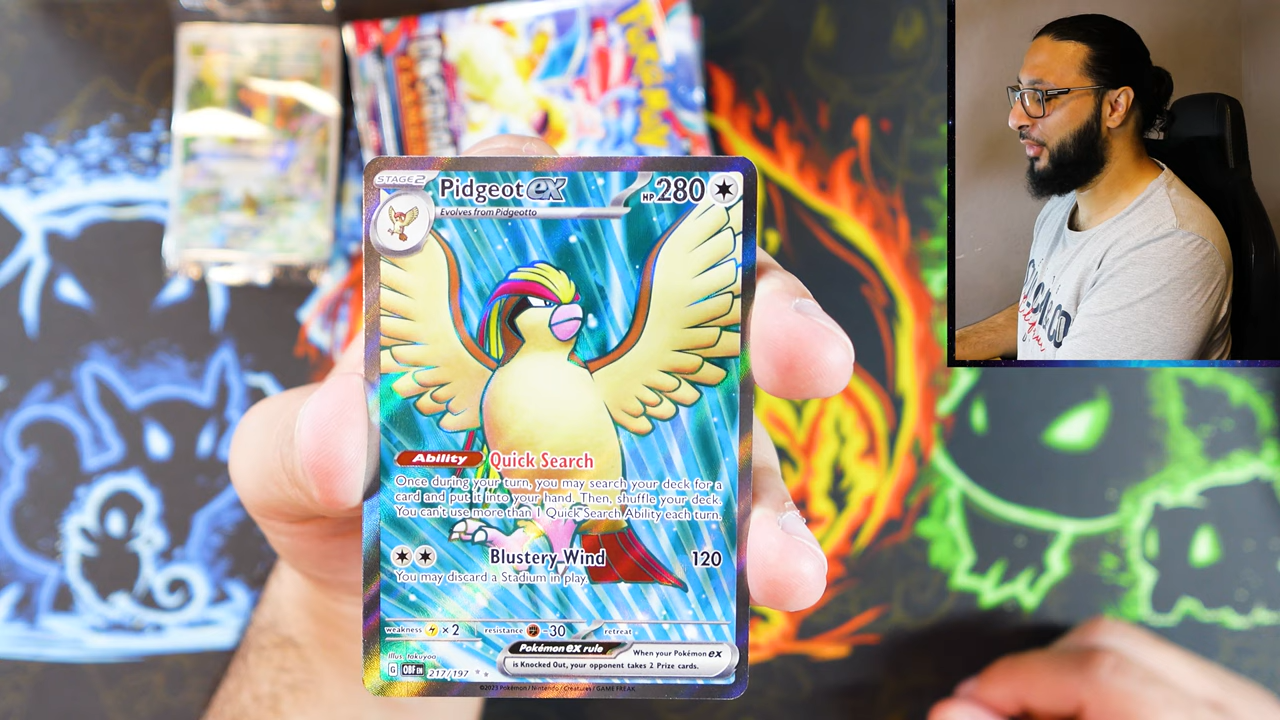 STAGE2
Pidgeot ex
HP 280
Evolves from Pidgeotto
Ability Quick Search
Once during your turn, you may search your deck for a
card and put it into your hand. Then, shuffle your deck.
You can't use more than 1 Quick Search Ability each turn.
Blustery Wind 120
You may discard a Stadium in play.
weakness ×2 resistance -30 retreat
Pokémon ex rule When your Pokémon ex
is Knocked Out, your opponent takes 2 Prize cards.
Illus. takuyoa
G OBF EN 217/197
©2023 Pokémon / Nintendo / Creatures / GAME FREAK.